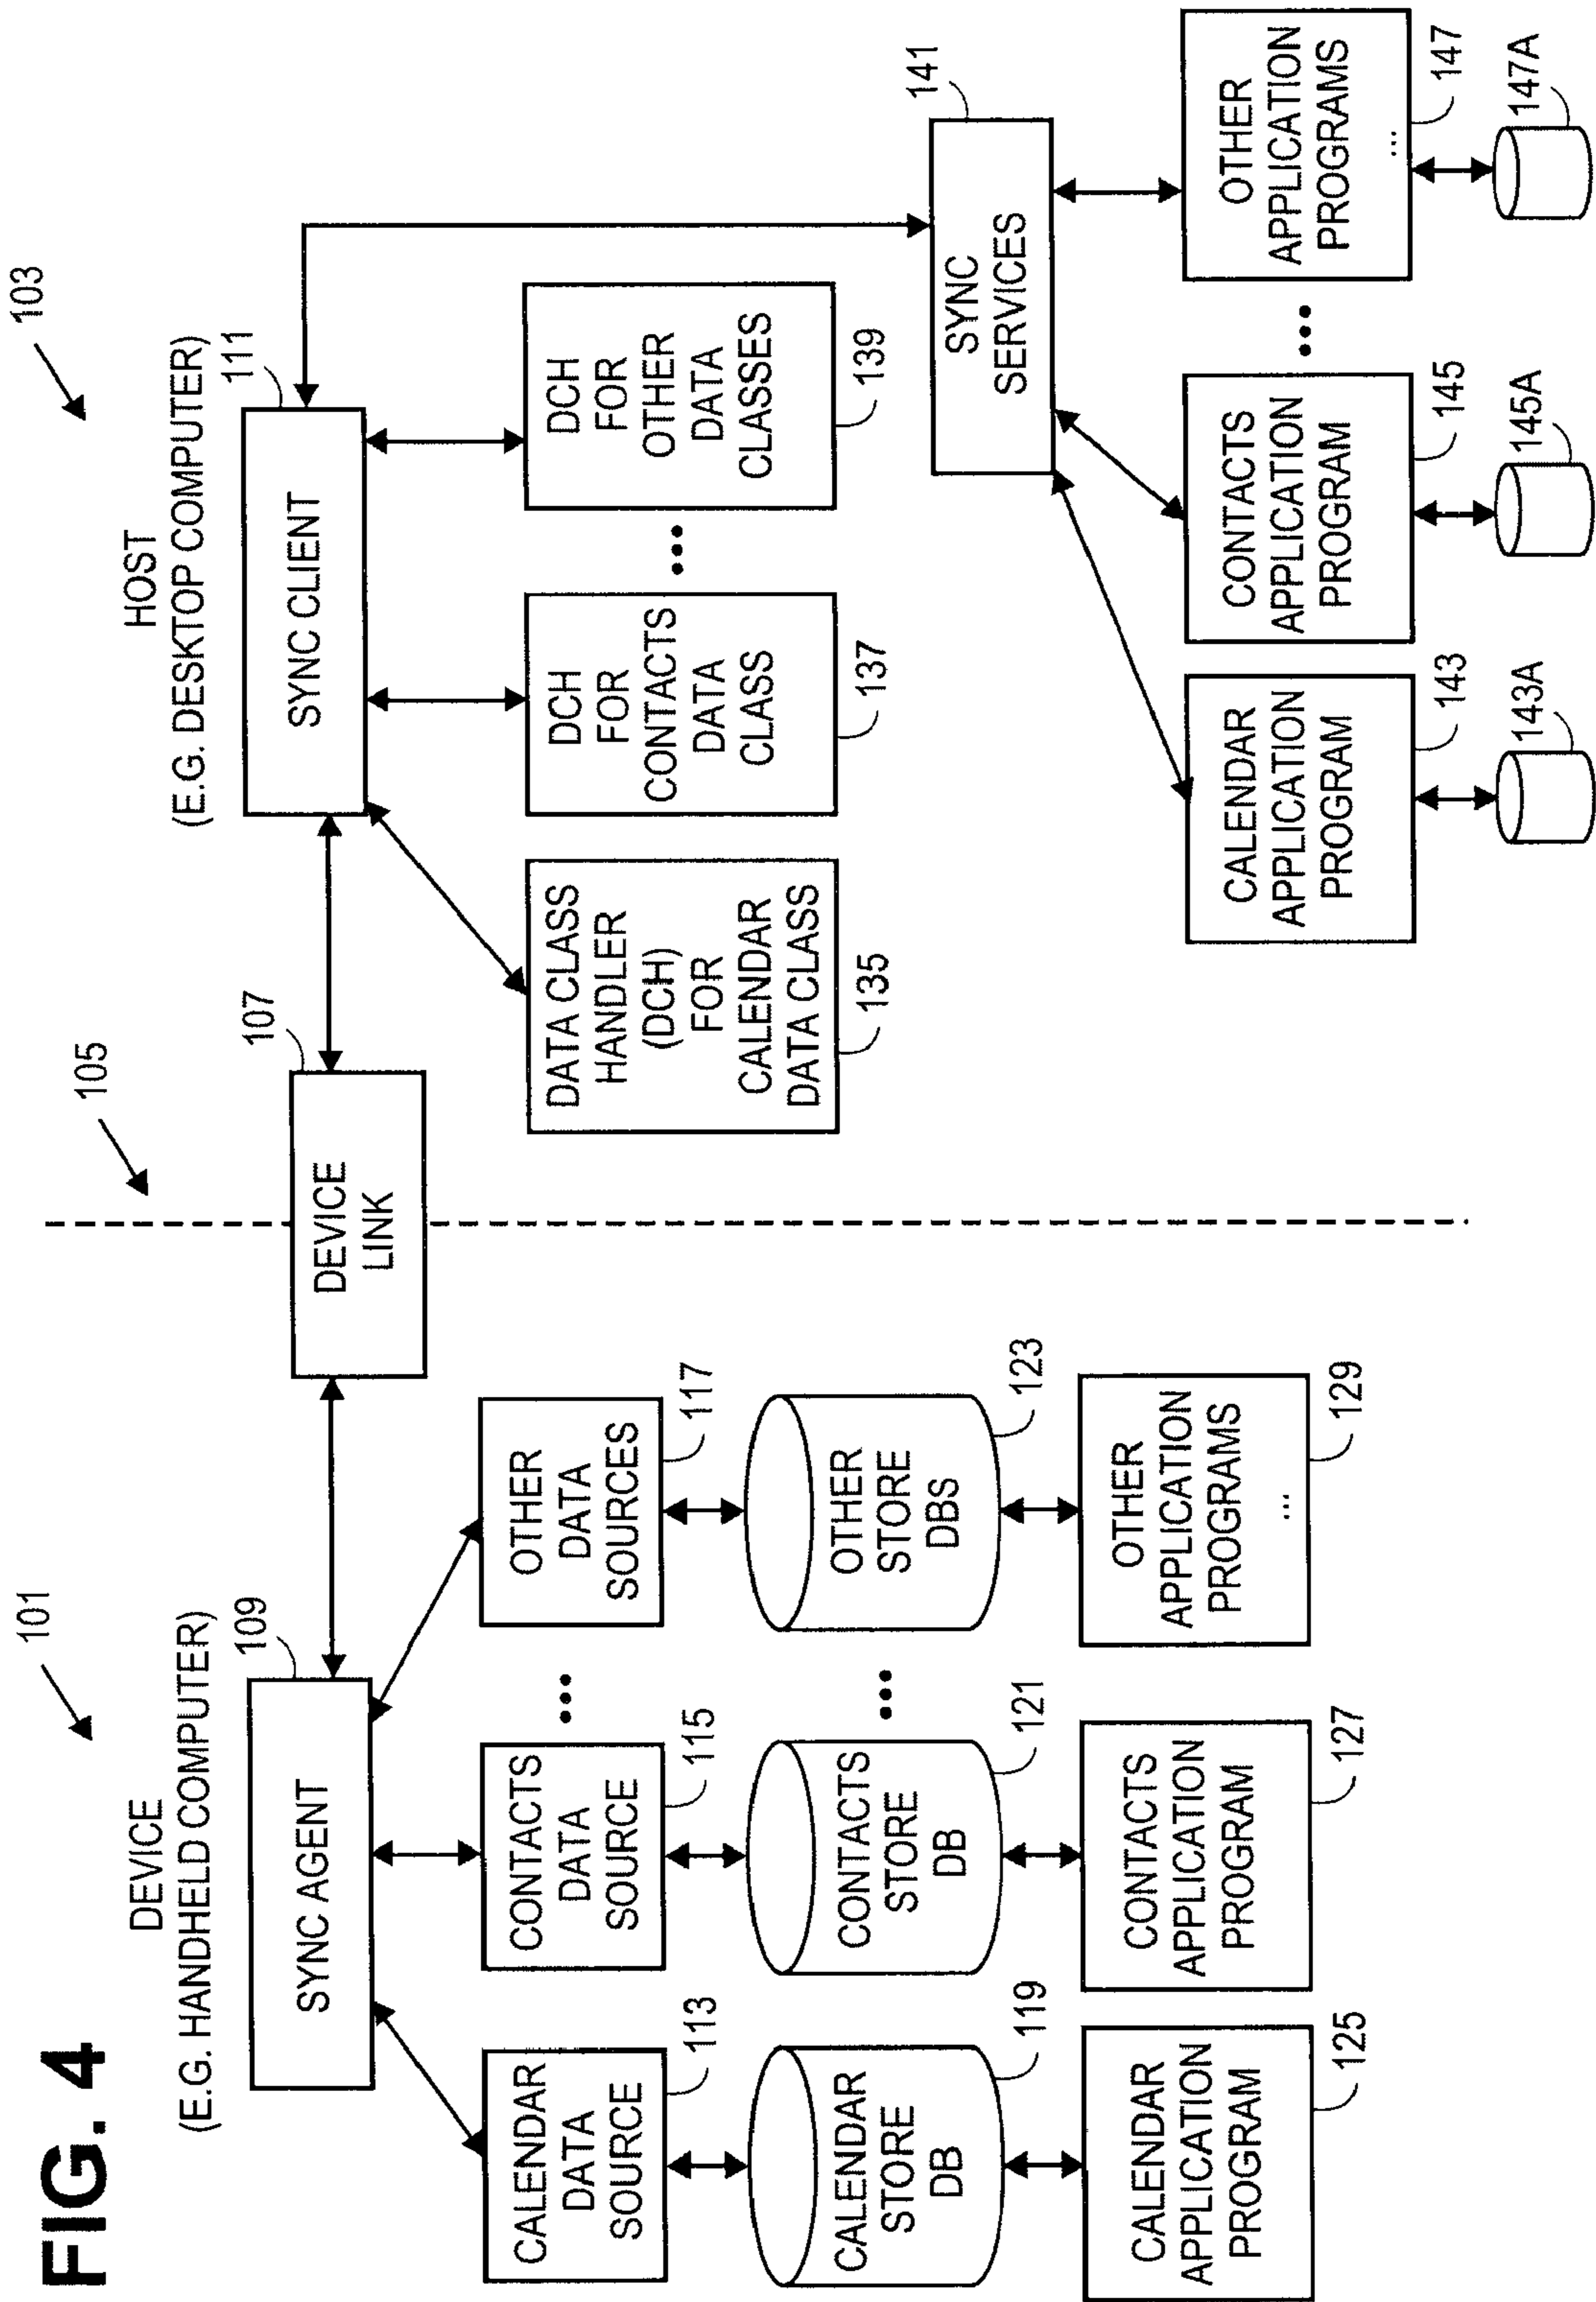 FIG. 4
101
DEVICE
(E.G. HANDHELD COMPUTER)
109
SYNC AGENT
CALENDAR
DATA
SOURCE
113
CONTACTS
DATA
SOURCE
115
...
OTHER
DATA
SOURCES
117
CALENDAR
STORE
DB
119
CONTACTS
STORE
DB
121
...
OTHER
STORE
DBS
123
CALENDAR
APPLICATION
PROGRAM
125
CONTACTS
APPLICATION
PROGRAM
127
OTHER
APPLICATION
PROGRAMS
...
129
105
107
DEVICE
LINK
103
HOST
(E.G. DESKTOP COMPUTER)
111
SYNC CLIENT
DATA CLASS
HANDLER
(DCH)
FOR
CALENDAR
DATA CLASS
135
DCH
FOR
CONTACTS
DATA
CLASS
137
...
DCH
FOR
OTHER
DATA
CLASSES
139
141
SYNC
SERVICES
CALENDAR
APPLICATION
PROGRAM
143
CONTACTS
APPLICATION
PROGRAM
145
...
OTHER
APPLICATION
PROGRAMS
...
147
143A
145A
147A